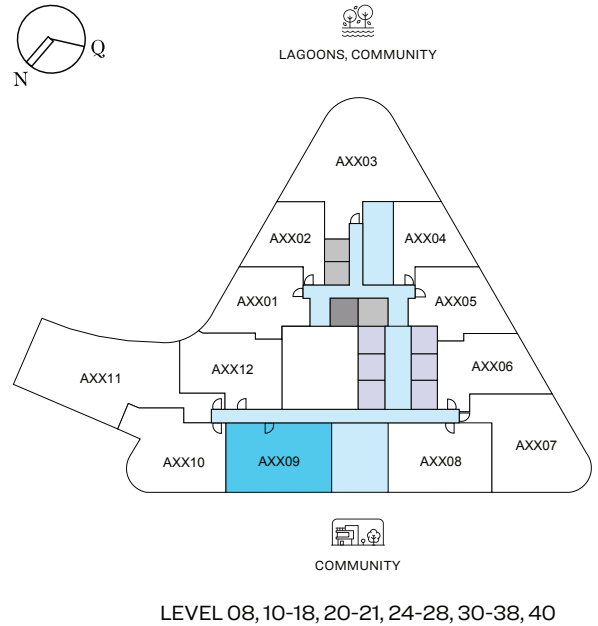 Q
N
LAGOONS, COMMUNITY
AXX03
AXX02
AXX04
AXX01
AXX05
AXX06
AXX12
AXX11
AXX07
AXX10
AXX09
AXX08
COMMUNITY
LEVEL 08, 10-18, 20-21, 24-28, 30-38, 40